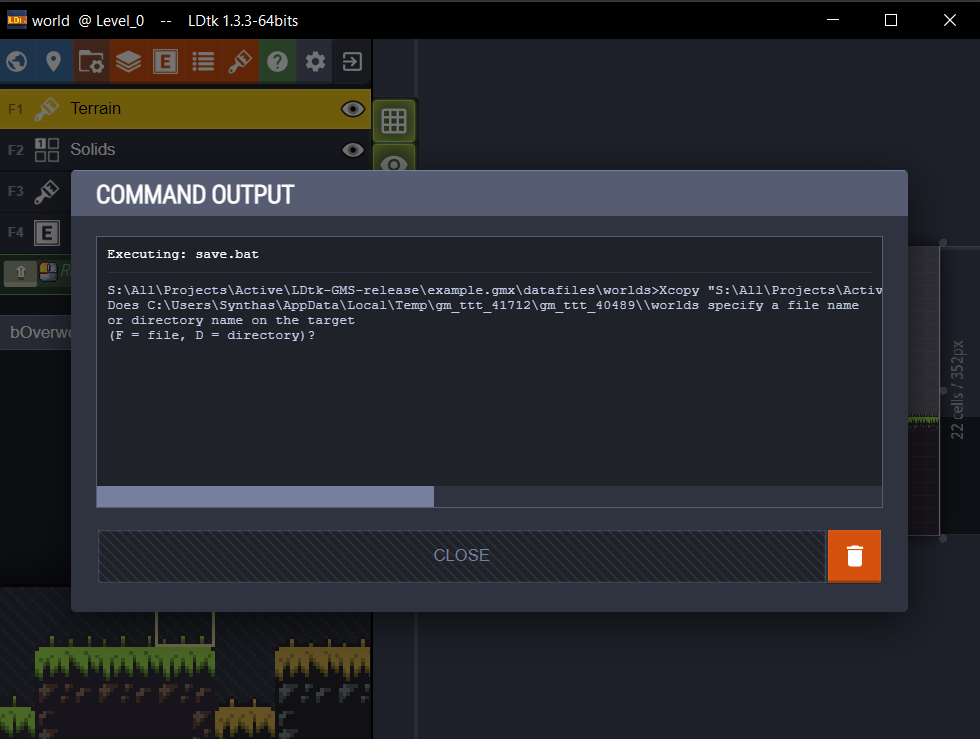 world @ Level_0 -- LDtk 1.3.3-64bits
F1 Terrain
F2 1 Solids
F3
F4 E
COMMAND OUTPUT
Executing: save.bat
S:\All\Projects\Active\LDtk-GMS-release\example.gmx\datafiles\worlds>Xcopy "S:\All\Projects\Activ
Does C:\Users\Synthas\AppData\Local\Temp\gm_ttt_41712\gm_ttt_40489\\worlds specify a file name
or directory name on the target
(F = file, D = directory)?
bOverwo
22 cells / 352px
CLOSE